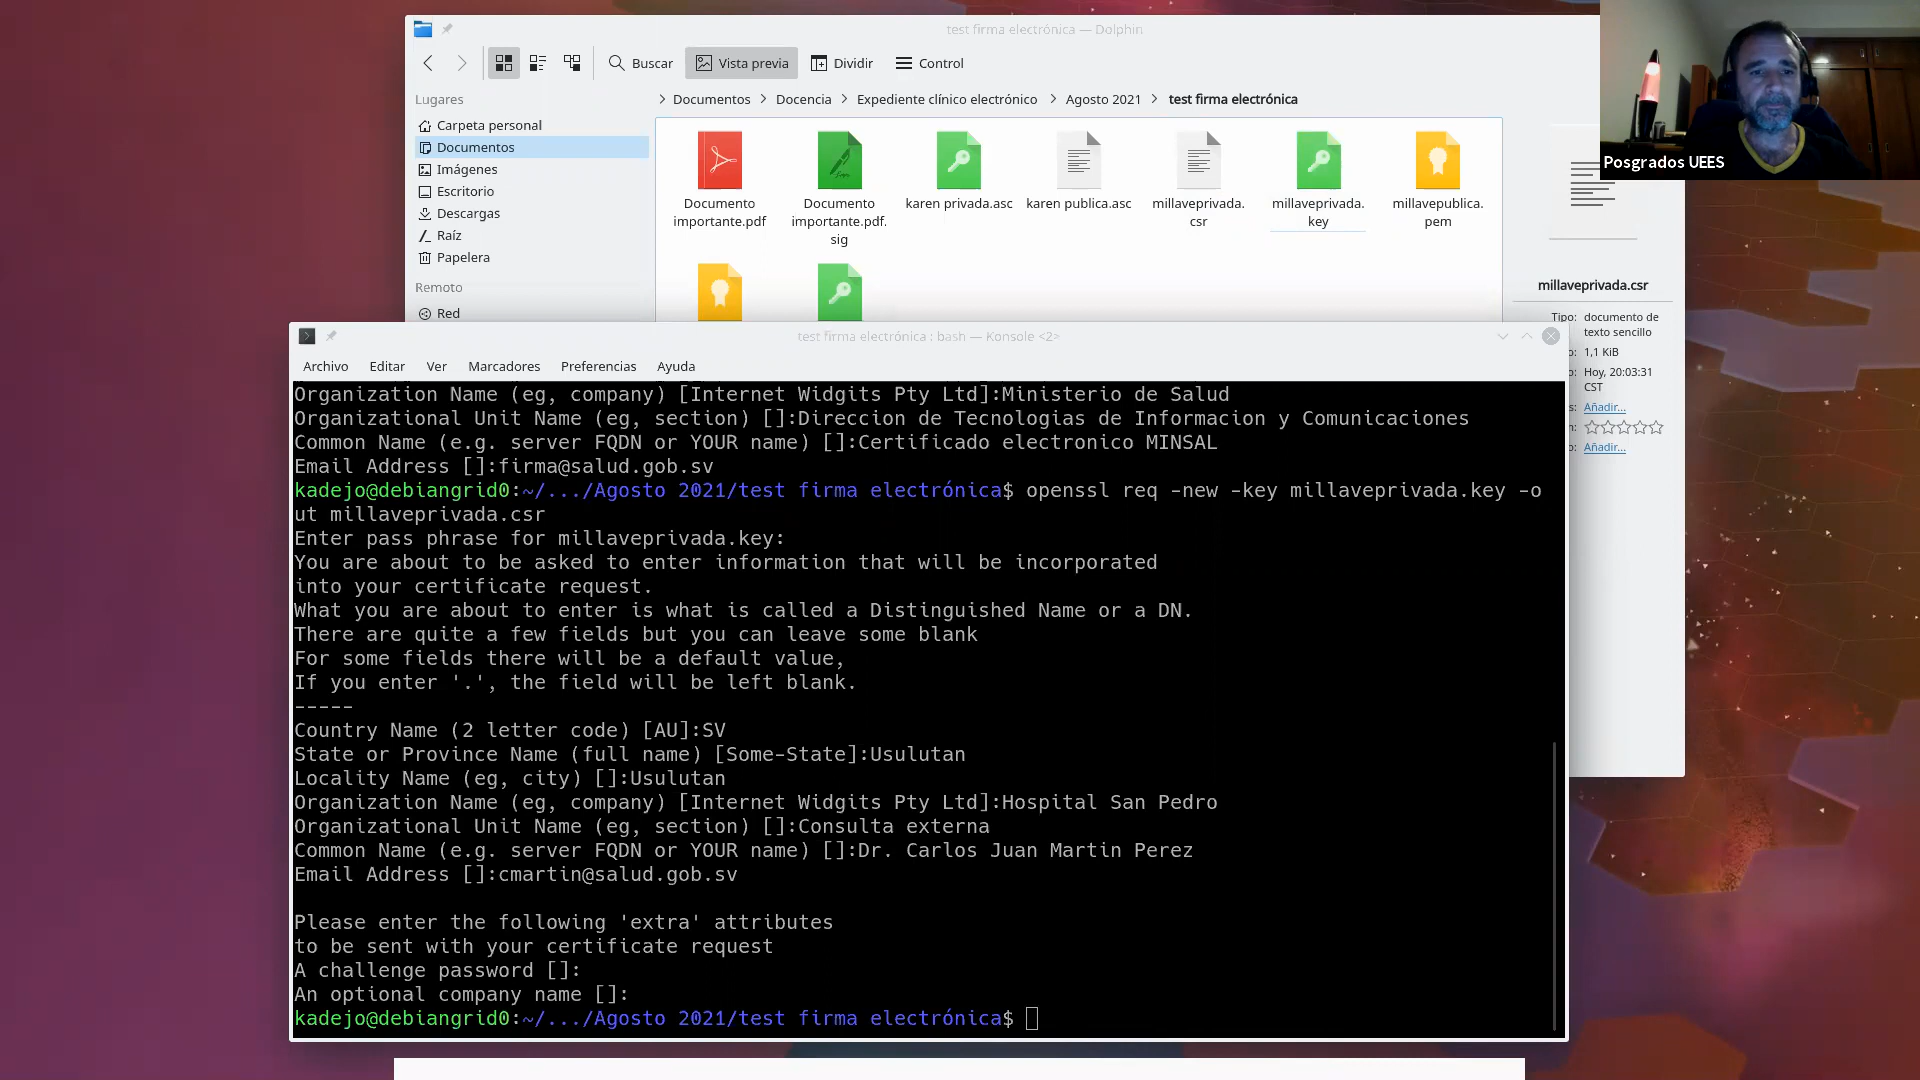 test firma electrónica — Dolphin
Buscar
Vista previa
Dividir
Control
Lugares
Carpeta personal
Documentos
Imágenes
Escritorio
Descargas
Raíz
Papelera
Remoto
Red
Documentos
Docencia
Expediente clínico electrónico
Agosto 2021
test firma electrónica
Documento
importante.pdf
Documento
importante.pdf.
sig
karen privada.asc
karen publica.asc
millaveprivada.
csr
millaveprivada.
key
millavepublica.
pem
Posgrados UEES
millaveprivada.csr
Tipo: documento de
texto sencillo
o: 1,1 KiB
o: Hoy, 20:03:31
CST
s: Añadir...
n:
o: Añadir...
test firma electrónica : bash — Konsole <2>
Archivo Editar Ver Marcadores Preferencias Ayuda
Organization Name (eg, company) [Internet Widgits Pty Ltd]:Ministerio de Salud
Organizational Unit Name (eg, section) []:Direccion de Tecnologias de Informacion y Comunicaciones
Common Name (e.g. server FQDN or YOUR name) []:Certificado electronico MINSAL
Email Address []:firma@salud.gob.sv
kadejo@debiangrid0:~/.../Agosto 2021/test firma electrónica$ openssl req -new -key millaveprivada.key -o
ut millaveprivada.csr
Enter pass phrase for millaveprivada.key:
You are about to be asked to enter information that will be incorporated
into your certificate request.
What you are about to enter is what is called a Distinguished Name or a DN.
There are quite a few fields but you can leave some blank
For some fields there will be a default value,
If you enter '.', the field will be left blank.
-----
Country Name (2 letter code) [AU]:SV
State or Province Name (full name) [Some-State]:Usulutan
Locality Name (eg, city) []:Usulutan
Organization Name (eg, company) [Internet Widgits Pty Ltd]:Hospital San Pedro
Organizational Unit Name (eg, section) []:Consulta externa
Common Name (e.g. server FQDN or YOUR name) []:Dr. Carlos Juan Martin Perez
Email Address []:cmartin@salud.gob.sv
Please enter the following 'extra' attributes
to be sent with your certificate request
A challenge password []:
An optional company name []:
kadejo@debiangrid0:~/.../Agosto 2021/test firma electrónica$